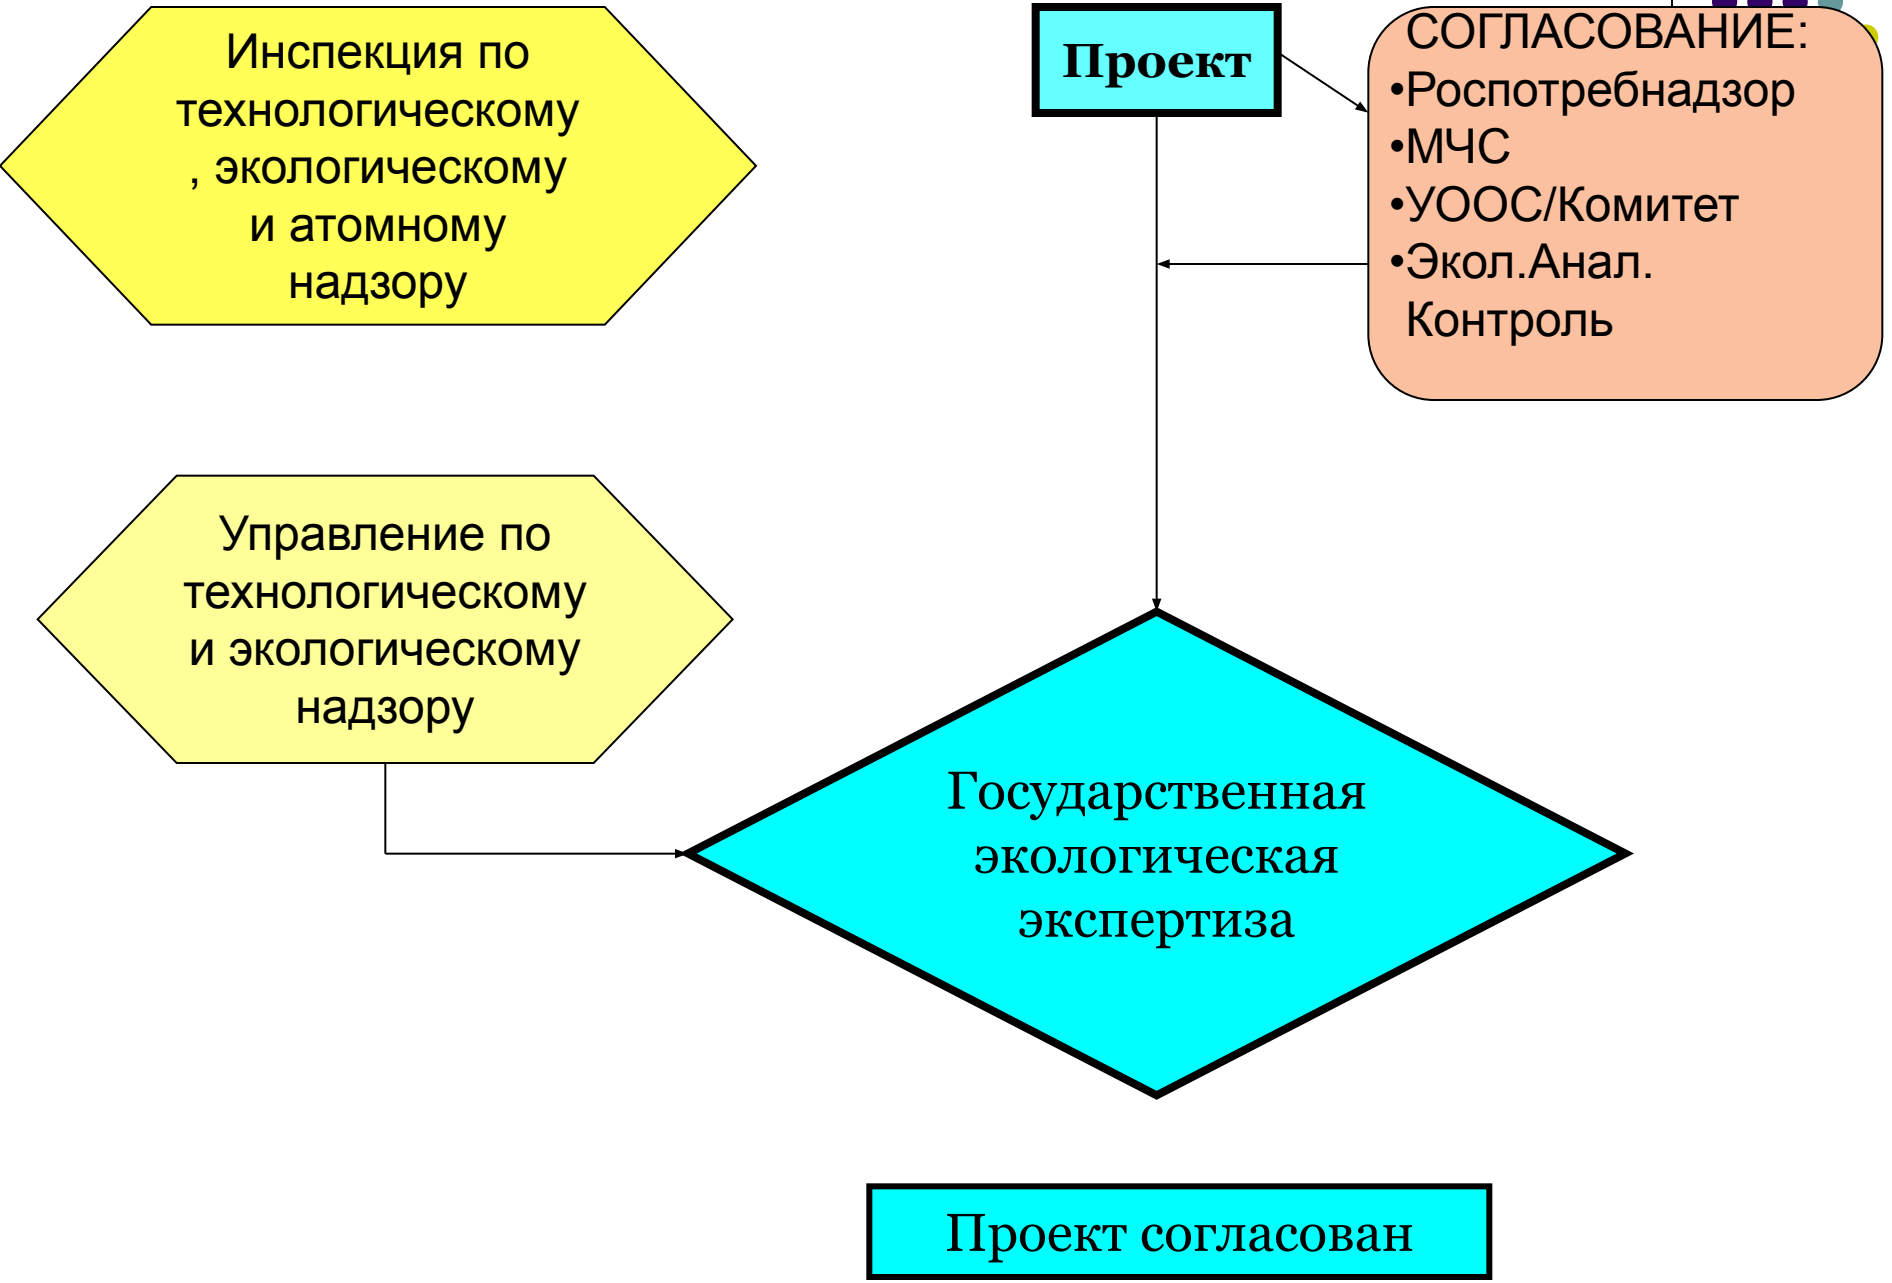 Инспекция по
технологическому
, экологическому
и атомному
надзору
Проект
СОГЛАСОВАНИЕ:
•Роспотребнадзор
•МЧС
•УООС/Комитет
•Экол.Анал.
Контроль
Управление по
технологическому
и экологическому
надзору
Государственная
экологическая
экспертиза
Проект согласован